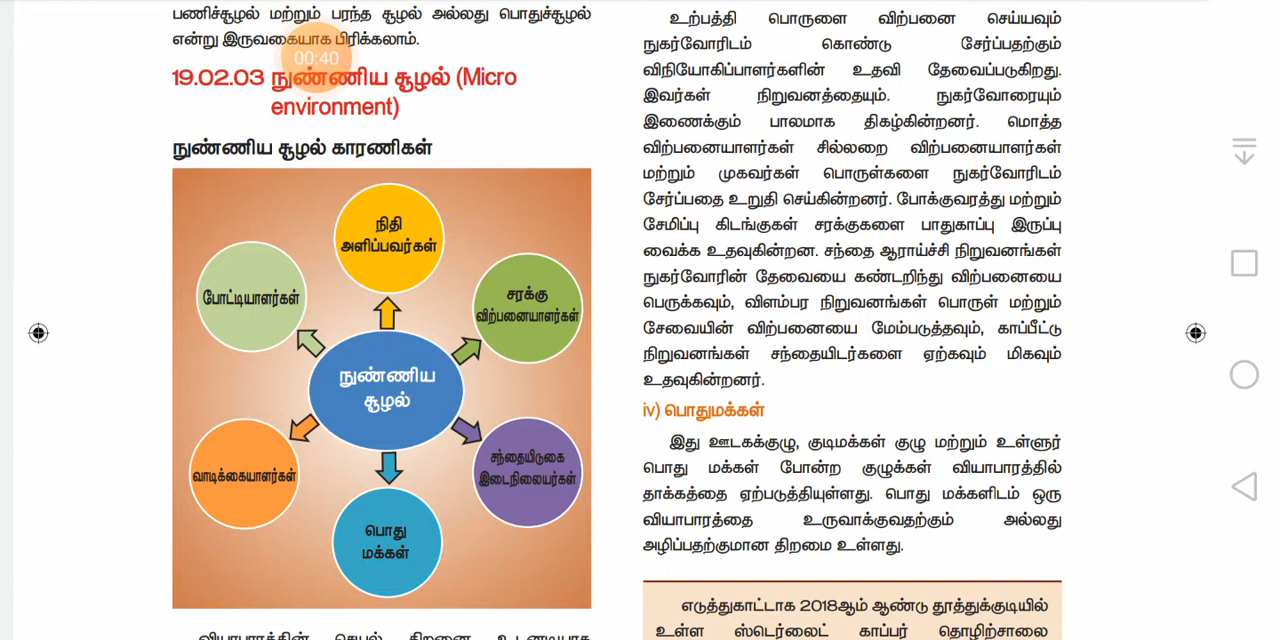 பணிச்சூழல் மற்றும் பரந்த சூழல் அல்லது பொதுச்சூழல்
என்று இருவகையாக பிரிக்கலாம்.
00:40
19.02.03 நுண்ணிய சூழல் (Micro
environment)
நுண்ணிய சூழல் காரணிகள்
நிதி
அளிப்பவர்கள்
போட்டியாளர்கள்
சரக்கு
விற்பனையாளர்கள்
நுண்ணிய
சூழல்
வாடிக்கையாளர்கள்
சந்தையிடுகை
இடைநிலையர்கள்
பொது
மக்கள்
வியாபாரத்தின் செயல் திறனை உடனடியாக
உற்பத்தி பொருளை விற்பனை செய்யவும்
நுகர்வோரிடம் கொண்டு சேர்ப்பதற்கும்
விநியோகிப்பாளர்களின் உதவி தேவைப்படுகிறது.
இவர்கள் நிறுவனத்தையும். நுகர்வோரையும்
இணைக்கும் பாலமாக திகழ்கின்றனர். மொத்த
விற்பனையாளர்கள் சில்லறை விற்பனையாளர்கள்
மற்றும் முகவர்கள் பொருள்களை நுகர்வோரிடம்
சேர்ப்பதை உறுதி செய்கின்றனர். போக்குவரத்து மற்றும்
சேமிப்பு கிடங்குகள் சரக்குகளை பாதுகாப்பு இருப்பு
வைக்க உதவுகின்றன. சந்தை ஆராய்ச்சி நிறுவனங்கள்
நுகர்வோரின் தேவையை கண்டறிந்து விற்பனையை
பெருக்கவும், விளம்பர நிறுவனங்கள் பொருள் மற்றும்
சேவையின் விற்பனையை மேம்படுத்தவும், காப்பீட்டு
நிறுவனங்கள் சந்தையிடர்களை ஏற்கவும் மிகவும்
உதவுகின்றனர்.
iv) பொதுமக்கள்
இது ஊடகக்குழு, குடிமக்கள் குழு மற்றும் உள்ளுர்
பொது மக்கள் போன்ற குழுக்கள் வியாபாரத்தில்
தாக்கத்தை ஏற்படுத்தியுள்ளது. பொது மக்களிடம் ஒரு
வியாபாரத்தை உருவாக்குவதற்கும் அல்லது
அழிப்பதற்குமான திறமை உள்ளது.
எடுத்துகாட்டாக 2018ஆம் ஆண்டு தூத்துக்குடியில்
உள்ள ஸ்டெர்லைட் காப்பர் தொழிற்சாலை